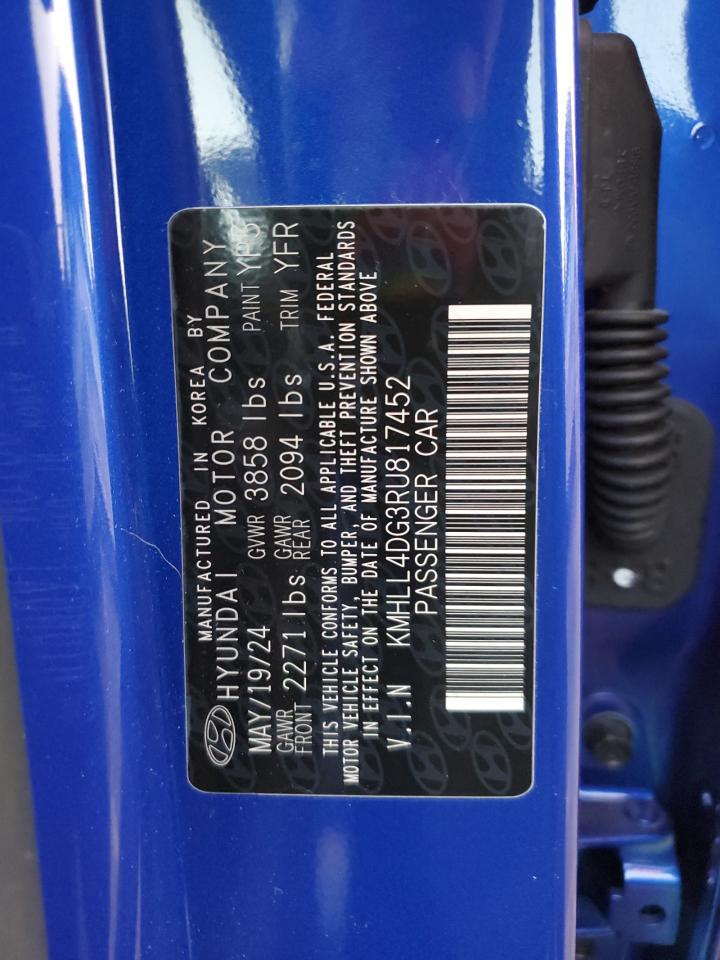 MANUFACTURED IN KOREA BY
HYUNDAI MOTOR COMPANY
MAY/19/24 GVWR 3858 lbs PAINT YP5
GAWR FRONT 2271 lbs GAWR REAR 2094 lbs TRIM YFR
THIS VEHICLE CONFORMS TO ALL APPLICABLE U.S.A. FEDERAL
MOTOR VEHICLE SAFETY, BUMPER, AND THEFT PREVENTION STANDARDS
IN EFFECT ON THE DATE OF MANUFACTURE SHOWN ABOVE
V.I.N KMHLL4DG3RU817452
PASSENGER CAR